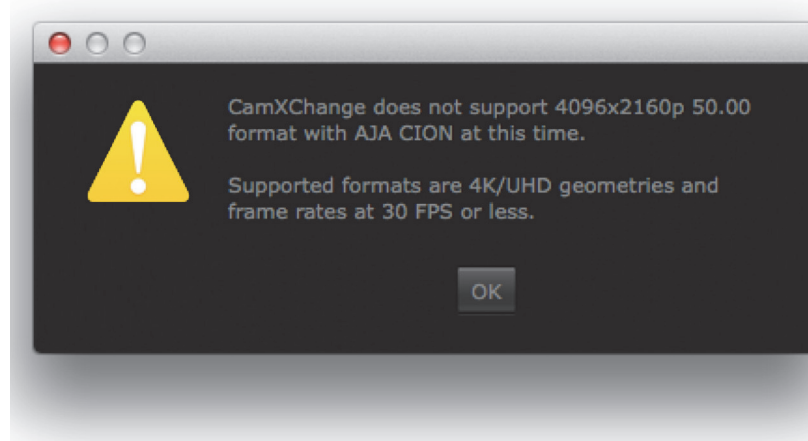 CamXChange does not support 4096x2160p 50.00
format with AJA CION at this time.
Supported formats are 4K/UHD geometries and
frame rates at 30 FPS or less.
OK